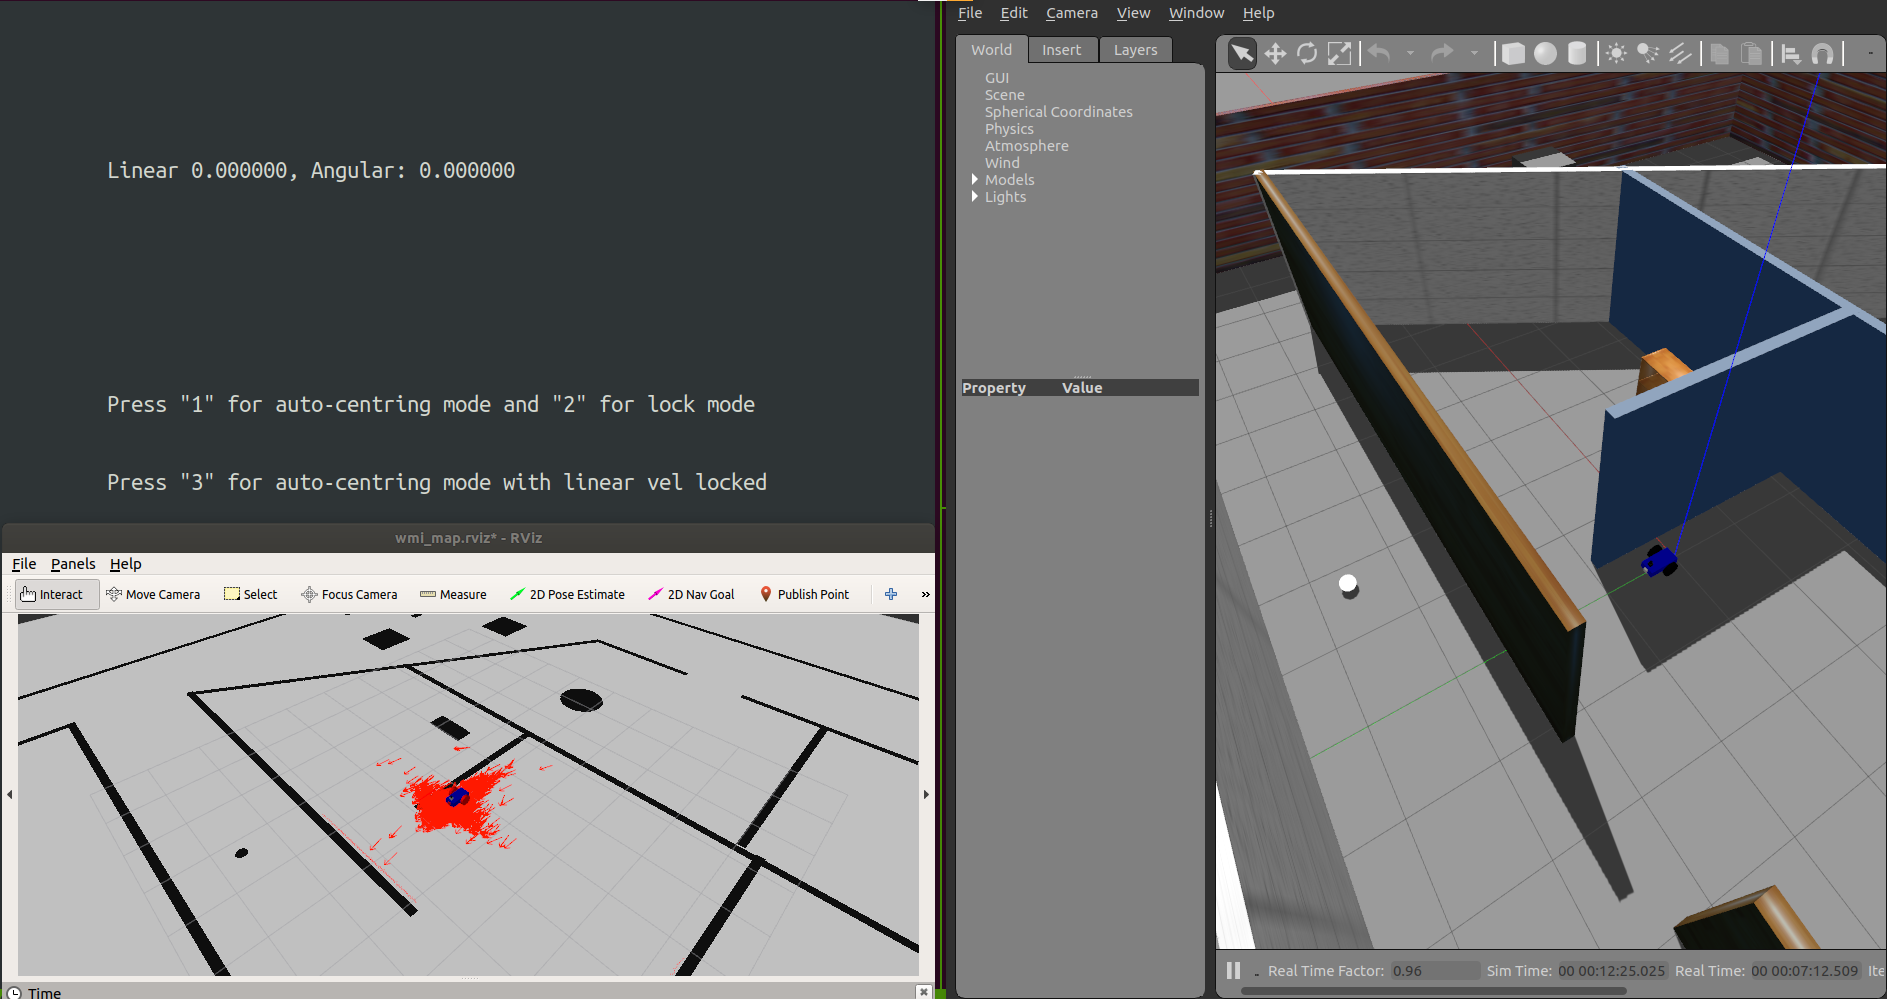 Linear 0.000000, Angular: 0.000000
Press "1" for auto-centring mode and "2" for lock mode
Press "3" for auto-centring mode with linear vel locked
wmi_map.rviz* - RViz
File Panels Help
Interact Move Camera Select Focus Camera Measure 2D Pose Estimate 2D Nav Goal Publish Point »
Time
File Edit Camera View Window Help
World Insert Layers
GUI
Scene
Spherical Coordinates
Physics
Atmosphere
Wind
Models
Lights
Property Value
Real Time Factor: 0.96 Sim Time: 00 00:12:25.025 Real Time: 00 00:07:12.509 Ite